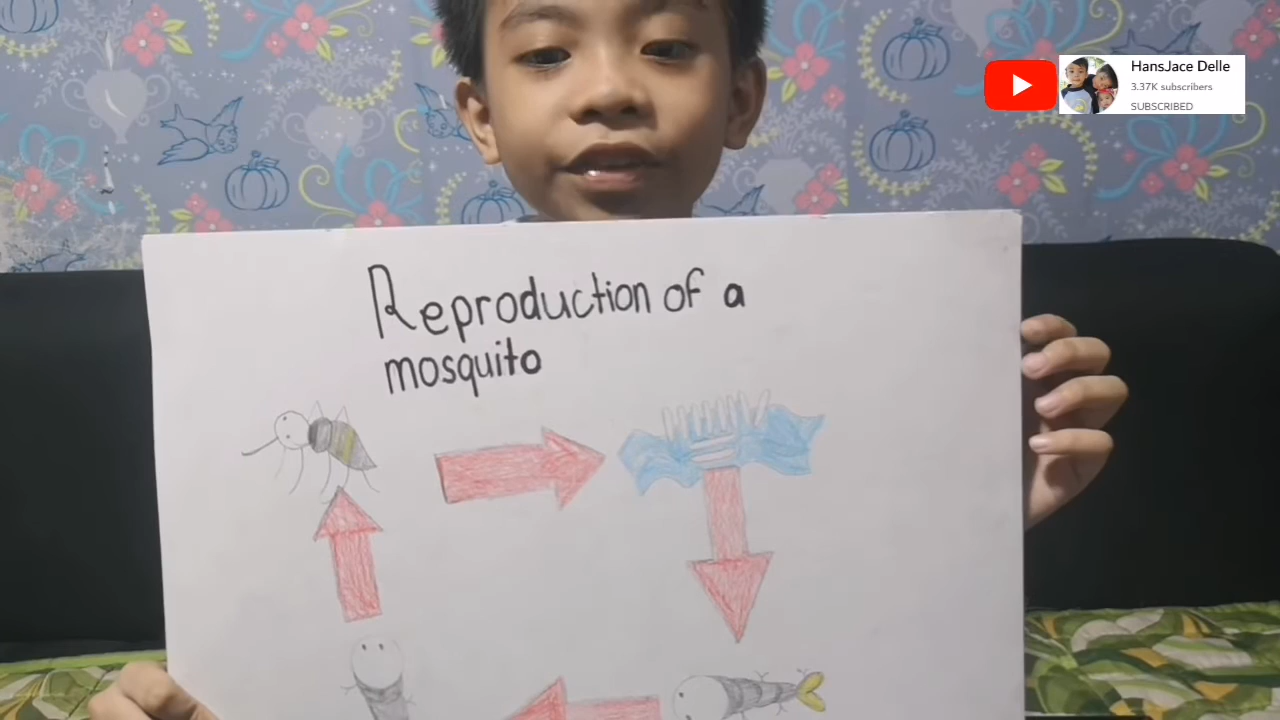 HansJace Delle
3.37K subscribers
SUBSCRIBED
Reproduction of a
mosquito